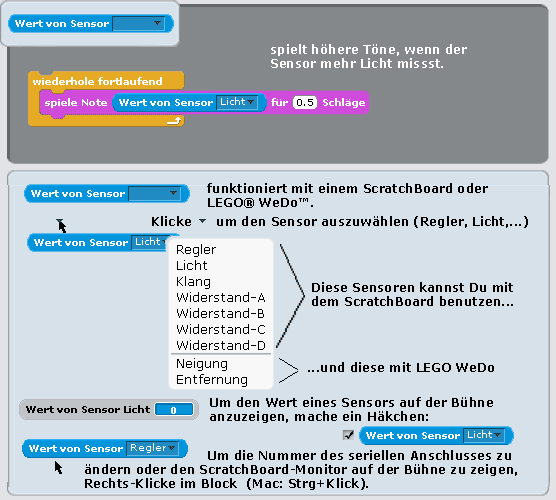 Wert von Sensor
spielt höhere Töne, wenn der
Sensor mehr Licht missst.
wiederhole fortlaufend
spiele Note Wert von Sensor Licht für 0.5 Schläge
Wert von Sensor
funktioniert mit einem ScratchBoard oder
LEGO® WeDo™.
Klicke um den Sensor auszuwählen (Regler, Licht,...)
Wert von Sensor Licht
Regler
Licht
Klang
Widerstand-A
Widerstand-B
Widerstand-C
Widerstand-D
Neigung
Entfernung
Diese Sensoren kannst Du mit
dem ScratchBoard benutzen...
...und diese mit LEGO WeDo
Wert von Sensor Licht 0
Um den Wert eines Sensors auf der Bühne
anzuzeigen, mache ein Häkchen:
Wert von Sensor Licht
Wert von Sensor Regler
Um die Nummer des seriellen Anschlusses zu
ändern oder den ScratchBoard-Monitor auf der Bühne zu zeigen,
Rechts-Klicke im Block (Mac: Strg+Klick).